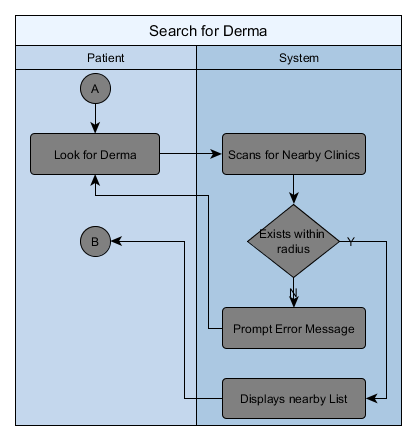 Search for Derma
Patient
System
A
Look for Derma
Scans for Nearby Clinics
Exists within
radius
Y
B
N
Prompt Error Message
Displays nearby List